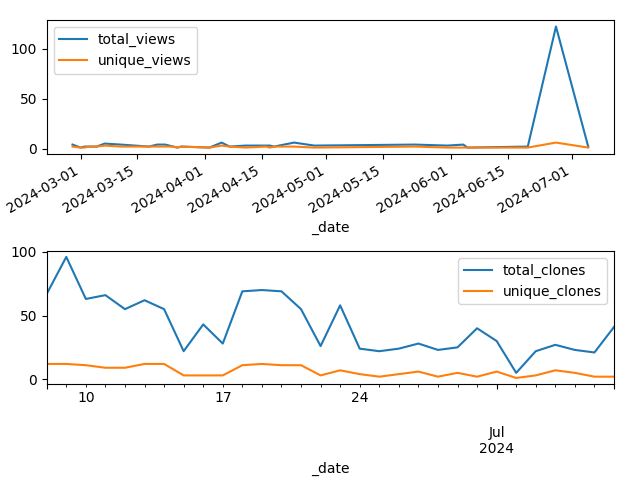 total_views
unique_views
100
50
0
2024-03-01
2024-03-15
2024-04-01
2024-04-15
2024-05-01
2024-05-15
2024-06-01
2024-06-15
2024-07-01
_date
total_clones
unique_clones
100
50
0
10
17
24
Jul
2024
_date